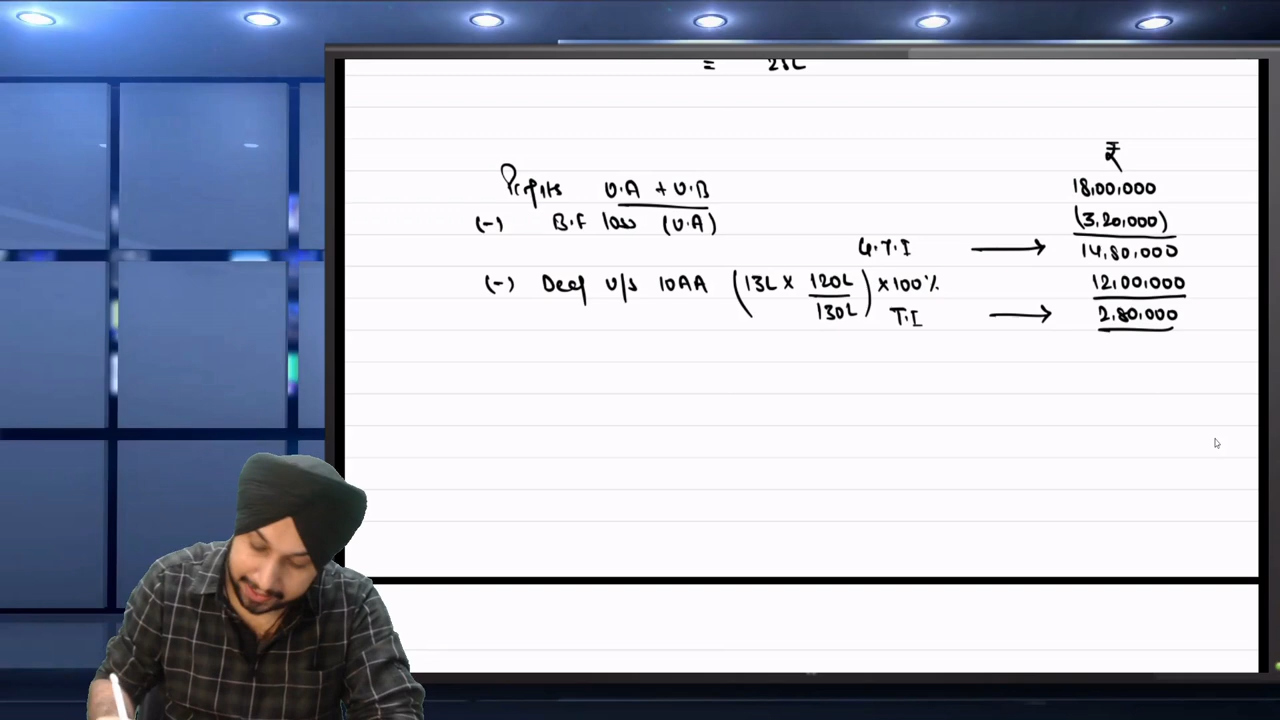 = 25L
₹
Profits U.A + U.B 18,00,000
(-) B.F loss (U.A) (3,20,000)
G.T.I → 14,80,000
(-) Ded u/s 10AA (13L × 120L/130L) × 100% 12,00,000
T.I → 2,80,000